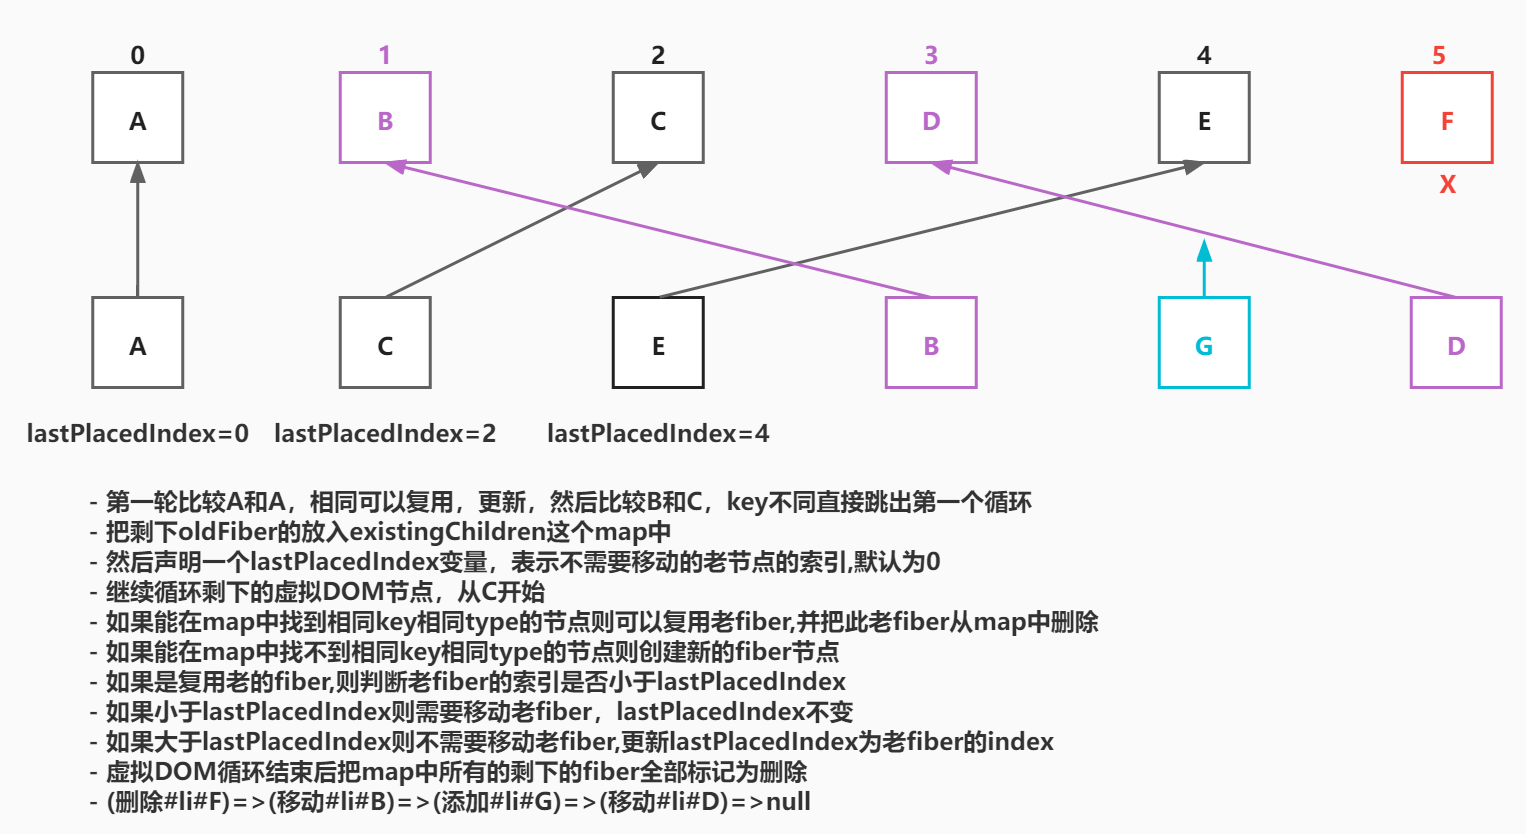 0 1 2 3 4 5
A B C D E F
X
A C E B G D
lastPlacedIndex=0 lastPlacedIndex=2 lastPlacedIndex=4
- 第一轮比较A和A，相同可以复用，更新，然后比较B和C，key不同直接跳出第一个循环
- 把剩下oldFiber的放入existingChildren这个map中
- 然后声明一个lastPlacedIndex变量，表示不需要移动的老节点的索引,默认为0
- 继续循环剩下的虚拟DOM节点，从C开始
- 如果能在map中找到相同key相同type的节点则可以复用老fiber,并把此老fiber从map中删除
- 如果能在map中找不到相同key相同type的节点则创建新的fiber节点
- 如果是复用老的fiber,则判断老fiber的索引是否小于lastPlacedIndex
- 如果小于lastPlacedIndex则需要移动老fiber，lastPlacedIndex不变
- 如果大于lastPlacedIndex则不需要移动老fiber,更新lastPlacedIndex为老fiber的index
- 虚拟DOM循环结束后把map中所有的剩下的fiber全部标记为删除
- (删除#li#F)=>(移动#li#B)=>(添加#li#G)=>(移动#li#D)=>null